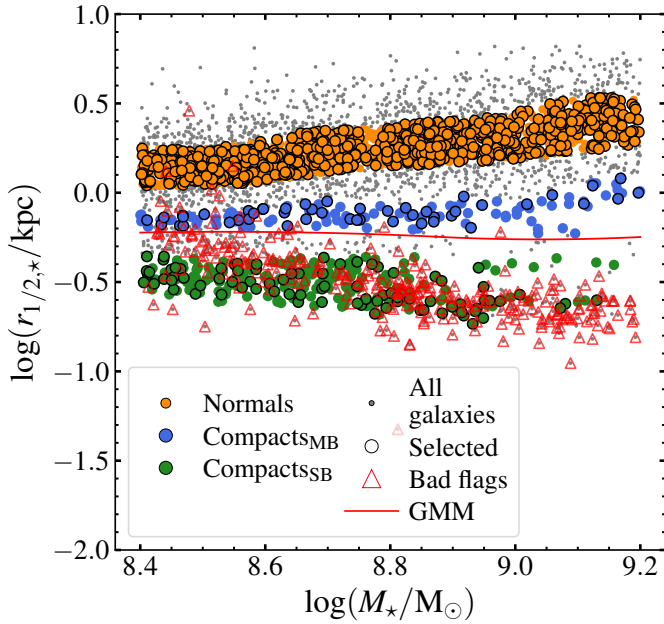 1.0
0.5
0.0
−0.5
−1.0
−1.5
−2.0
log(r1/2,⋆/kpc)
Normals
CompactsMB
CompactsSB
All
galaxies
Selected
Bad flags
GMM
8.4 8.6 8.8 9.0 9.2
log(M⋆/M⊙)